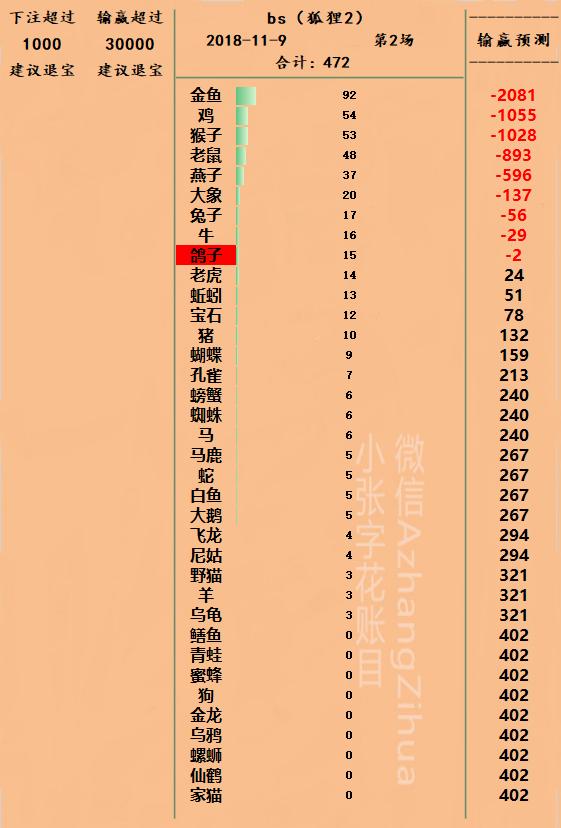 下注超过 输赢超过
1000 30000
建议退宝 建议退宝
bs（狐狸2）
2018-11-9 第2场
合计：472
输赢预测
金鱼 92 -2081
鸡 54 -1055
猴子 53 -1028
老鼠 48 -893
燕子 37 -596
大象 20 -137
兔子 17 -56
牛 16 -29
鸽子 15 -2
老虎 14 24
蚯蚓 13 51
宝石 12 78
猪 10 132
蝴蝶 9 159
孔雀 7 213
螃蟹 6 240
蜘蛛 6 240
马 6 240
马鹿 5 267
蛇 5 267
白鱼 5 267
大鹅 5 267
飞龙 4 294
尼姑 4 294
野猫 3 321
羊 3 321
乌龟 3 321
鳝鱼 0 402
青蛙 0 402
蜜蜂 0 402
狗 0 402
金龙 0 402
乌鸦 0 402
螺蛳 0 402
仙鹤 0 402
家猫 0 402
微信AzhangZihua
小张字花账目